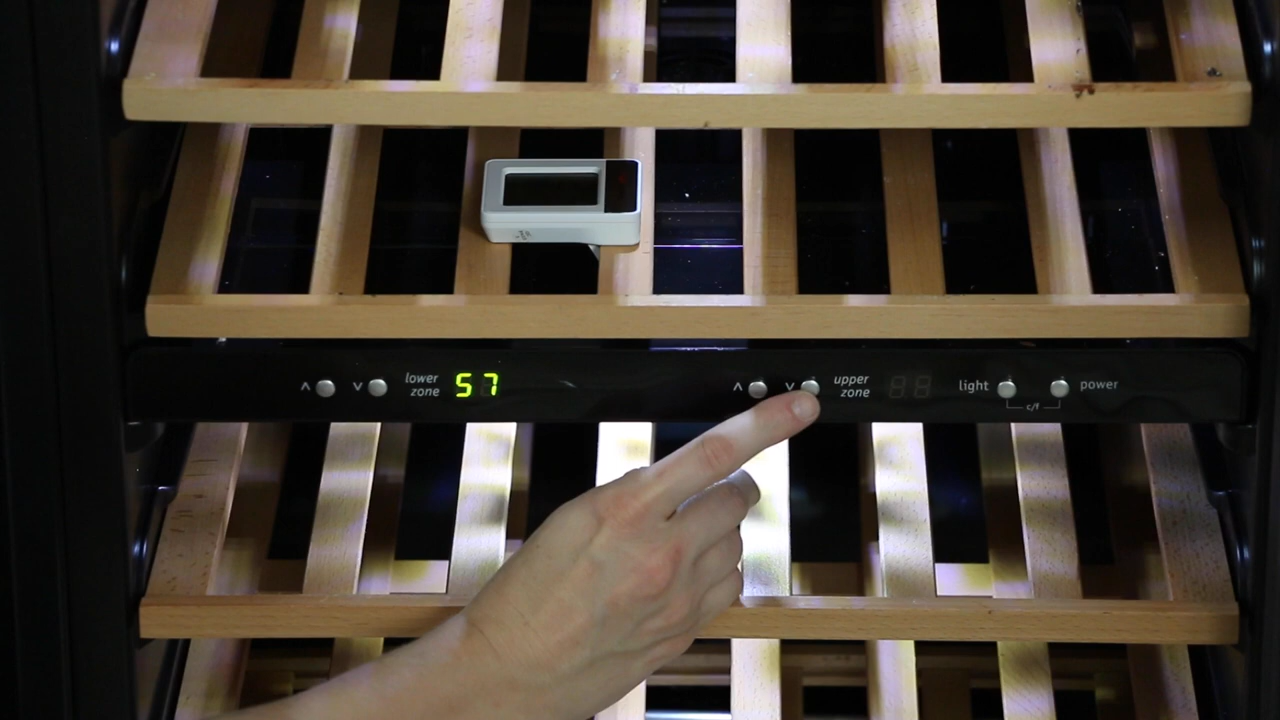 ∧ ∨ lower
zone
57
∧ ∨ upper
zone
light power
c/f